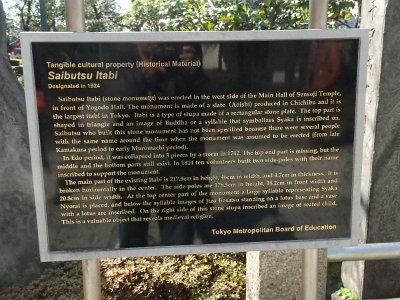 Tangible cultural property (Historical Material)
Saibutsu Itabi
Designated in 1924
Saibutsu Itabi (stone monument) was erected in the west side of the Main Hall of Sensoji Temple,
in front of Yogodo Hall. The monument is made of a slate (Aoishi) produced in Chichibu and it is
the largest itabi in Tokyo. Itabi is a type of stupa made of a rectangular stone plate. The top part is
shaped in triangle and an image of Buddha or a syllable that symbolizes Syaka is inscribed on.
Saibutsu who built this stone monument has not been specified because there were several people
with the same name around the time when the monument was assumed to be erected (from late
Kamakura period to early Muromachi period).
In Edo period, it was collapsed into 3 pieces by a storm in 1742. The top end part is missing, but the
middle and the bottom parts still exist. In 1814 ten volunteers built two side-poles with their name
inscribed to support the monument.
The main part of the existing Itabi is 217.9cm in height, cm in width, and 4.7cm in thickness. It is
broken horizontally in the center. The side-poles are 178.5cm in height, 18.2cm in front width and
20.8cm in side width. At the top center part of the monument a large syllable representing Syaka
Nyorai is placed, and below the syllable images of Jizo Bosatsu standing on a lotus base and a vase
with a lotus are inscribed. On the right side of this stone stupa inscribed an image of seated child.
This is a valuable object that reveals medieval religion.
Tokyo Metropolitan Board of Education